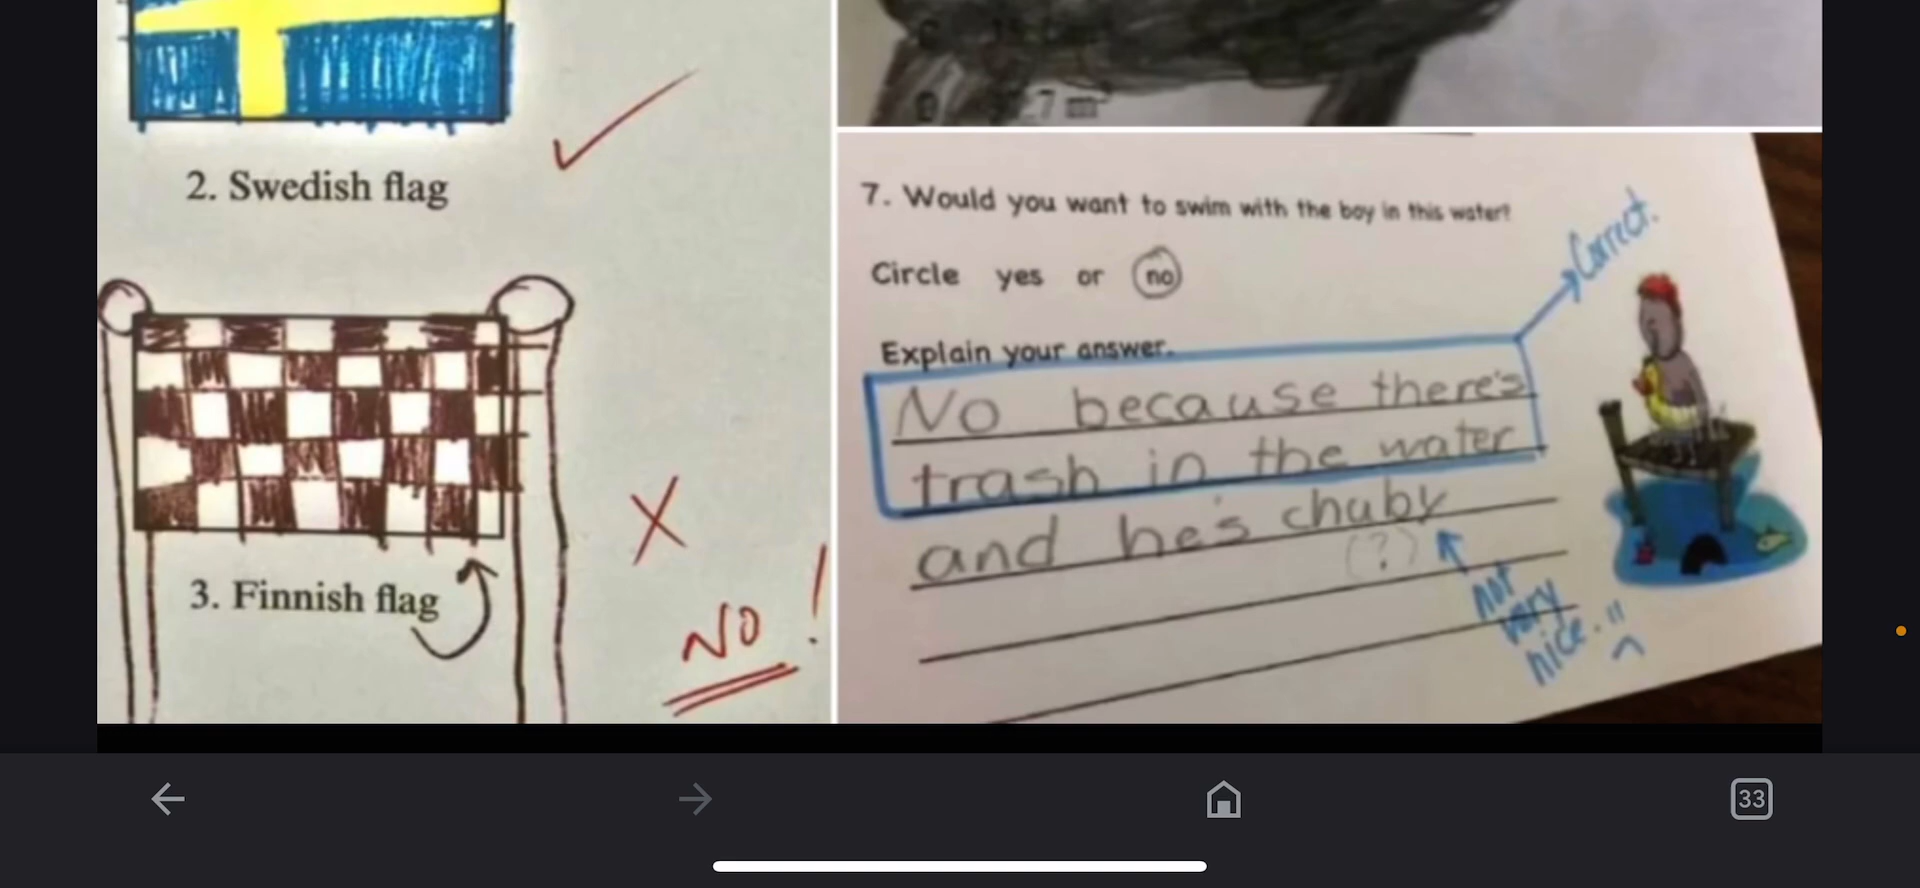 2. Swedish flag
3. Finnish flag
NO!
7 m²
7. Would you want to swim with the boy in this water?
Circle yes or no
Correct.
Explain your answer.
No because there's
trash in the water
and he's chuby
(?)
not
very
nice.
33